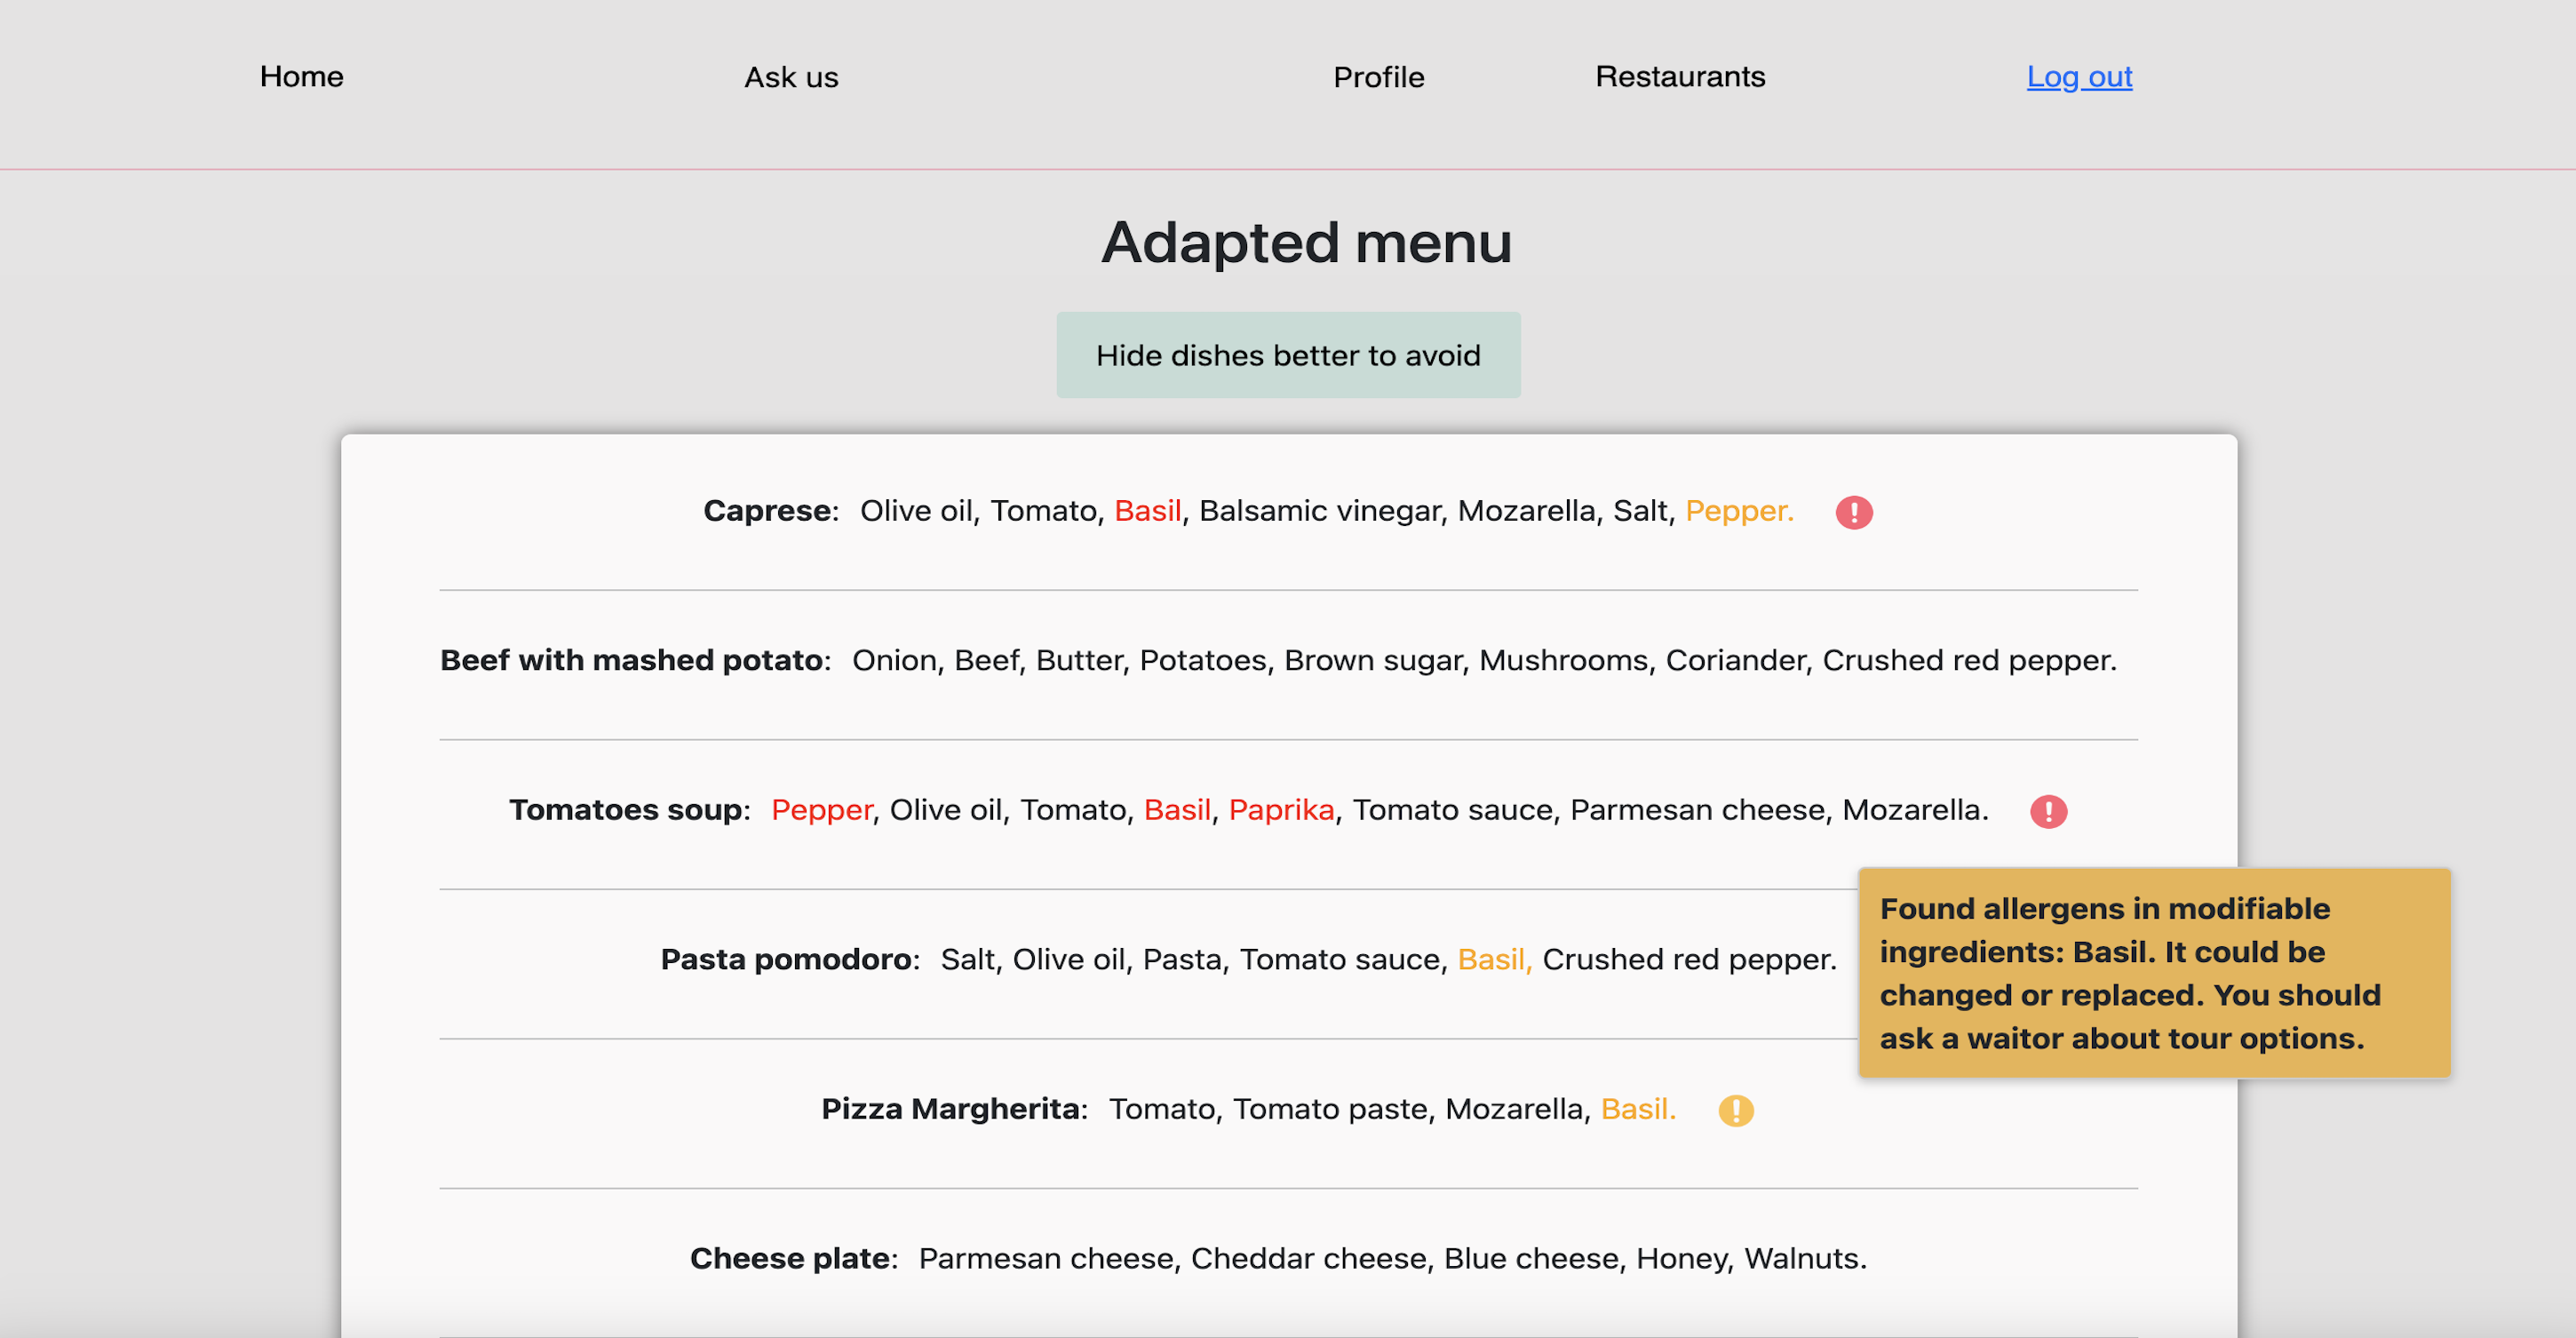 Home Ask us Profile Restaurants Log out
Adapted menu
Hide dishes better to avoid
Caprese: Olive oil, Tomato, Basil, Balsamic vinegar, Mozarella, Salt, Pepper.
Beef with mashed potato: Onion, Beef, Butter, Potatoes, Brown sugar, Mushrooms, Coriander, Crushed red pepper.
Tomatoes soup: Pepper, Olive oil, Tomato, Basil, Paprika, Tomato sauce, Parmesan cheese, Mozarella.
Pasta pomodoro: Salt, Olive oil, Pasta, Tomato sauce, Basil, Crushed red pepper.
Found allergens in modifiable
ingredients: Basil. It could be
changed or replaced. You should
ask a waitor about tour options.
Pizza Margherita: Tomato, Tomato paste, Mozarella, Basil.
Cheese plate: Parmesan cheese, Cheddar cheese, Blue cheese, Honey, Walnuts.